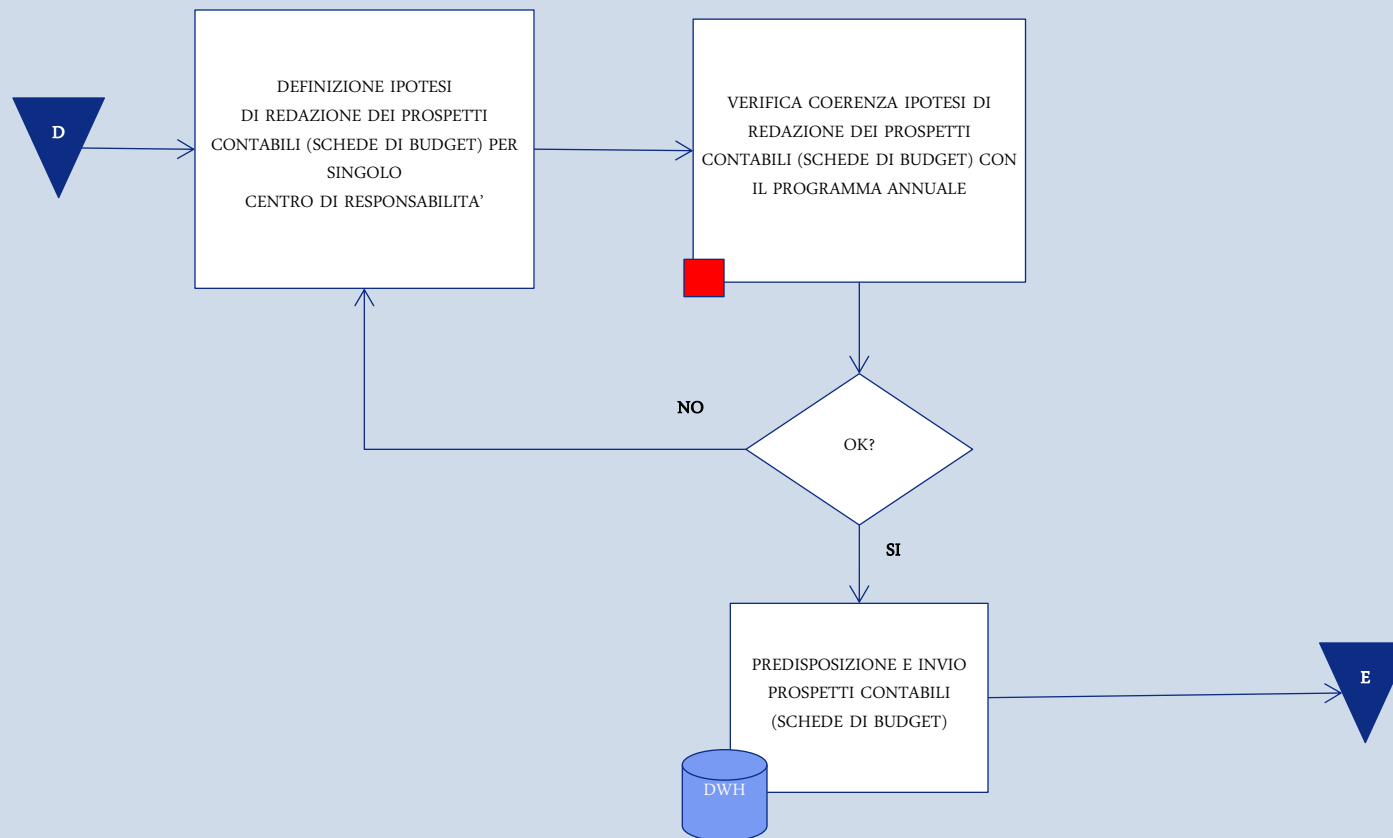 D
DEFINIZIONE IPOTESI
DI REDAZIONE DEI PROSPETTI
CONTABILI (SCHEDE DI BUDGET) PER
SINGOLO
CENTRO DI RESPONSABILITA’
VERIFICA COERENZA IPOTESI DI
REDAZIONE DEI PROSPETTI
CONTABILI (SCHEDE DI BUDGET) CON
IL PROGRAMMA ANNUALE
NO
OK?
SI
PREDISPOSIZIONE E INVIO
PROSPETTI CONTABILI
(SCHEDE DI BUDGET)
E
DWH